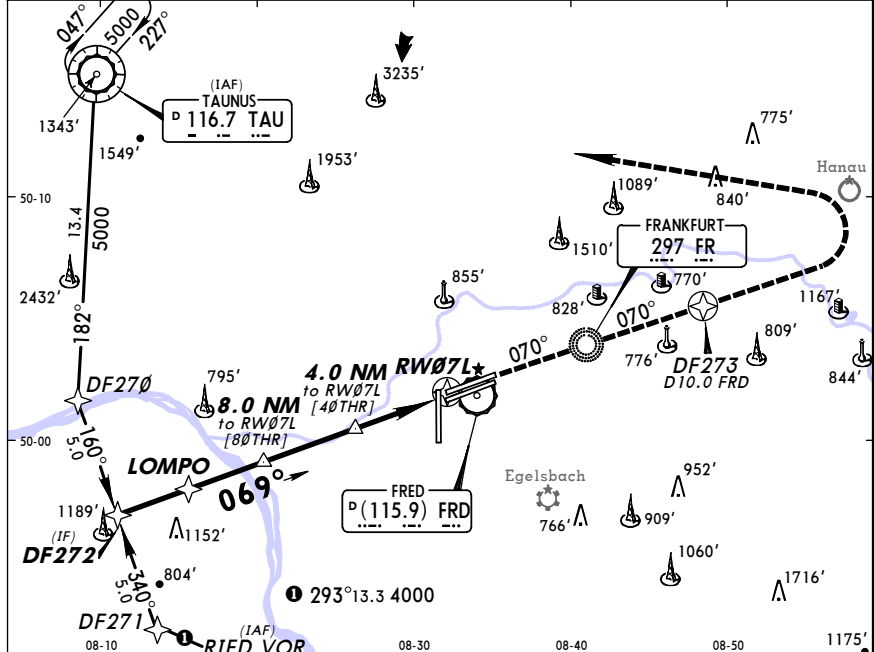 047°
5000
227°
(IAF)
TAUNUS
D 116.7 TAU
1343'
1549'
3235'
1953'
775'
Hanau
50-10
13.4
5000
1089'
840'
FRANKFURT
297 FR
1510'
2432'
855'
828'
770'
1167'
182°
070°
070°
776'
809'
844'
DF273
D10.0 FRD
DF270
795'
4.0 NM
to RW07L
[40THR]
RW07L
8.0 NM
to RW07L
[80THR]
50-00
160°
5.0
LOMPO
069°
FRED
D (115.9) FRD
Egelsbach
766'
952'
909'
1189'
(IF)
DF272
1152'
804'
340°
5.0
1060'
1716'
1 293° 13.3 4000
DF271
1
(IAF)
RIED VOR
08-10
08-30
08-40
08-50
1175'